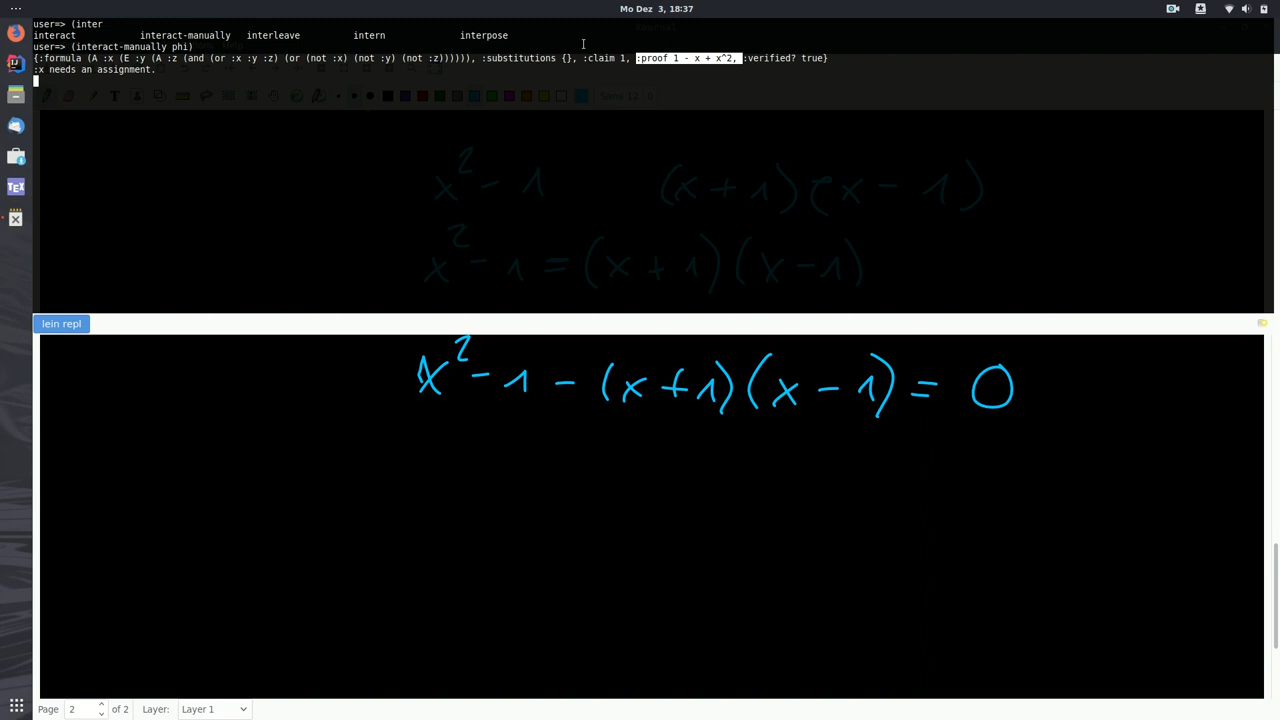 Mo Dez 3, 18:37
user=> (inter
interact interact-manually interleave intern interpose
user=> (interact-manually phi)
{:formula (A :x (E :y (A :z (and (or :x :y :z) (or (not :x) (not :y) (not :z)))))), :substitutions {}, :claim 1, :proof 1 - x + x^2, :verified? true}
:x needs an assignment.
Sans 12
x² - 1 (x + 1)(x - 1)
TEX
x² - 1 = (x + 1)(x - 1)
lein repl
x² - 1 - (x + 1)(x - 1) = 0
Page 2 of 2 Layer: Layer 1